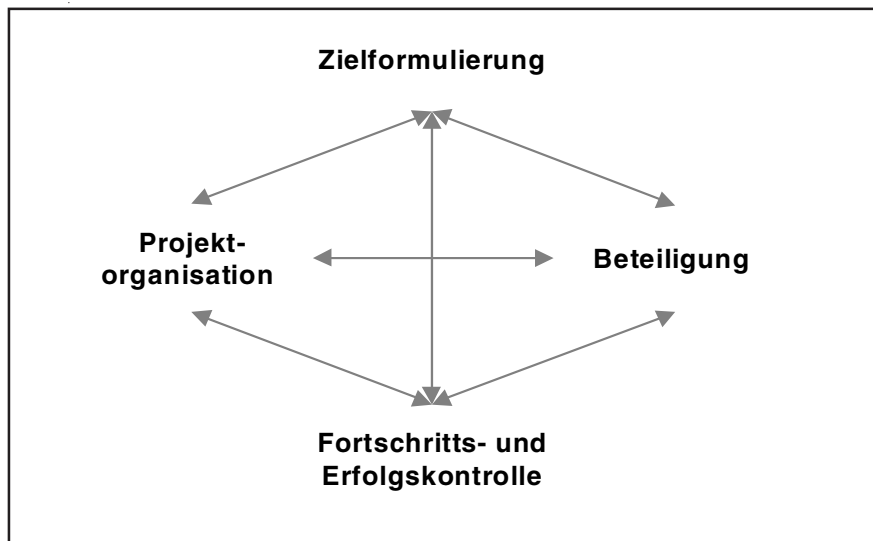 Zielformulierung
Projekt-
organisation
Beteiligung
Fortschritts- und
Erfolgskontrolle